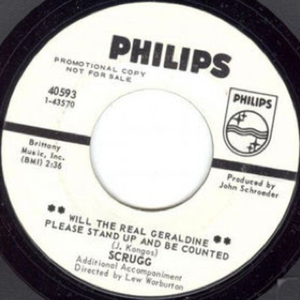 PHILIPS
PROMOTIONAL COPY
NOT FOR SALE
40593
1-43570
PHILIPS
Brittany
Music, Inc.
(BMI) 2:36
Produced by
John Schroeder
** WILL THE REAL GERALDINE **
PLEASE STAND UP AND BE COUNTED
(J. Kongos)
SCRUGG
Additional Accompaniment
Directed by Lew Warburton